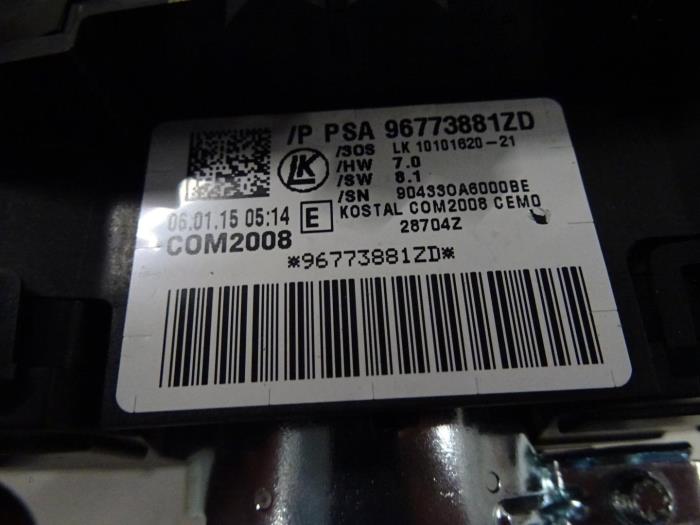 /P PSA 96773881ZD
/SOS LK 10101620-21
LK
/HW 7.0
/SW 8.1
/SN 904330A6000BE
06.01.15 05:14 E KOSTAL COM2008 CEMO
COM2008 28704Z
*96773881ZD*